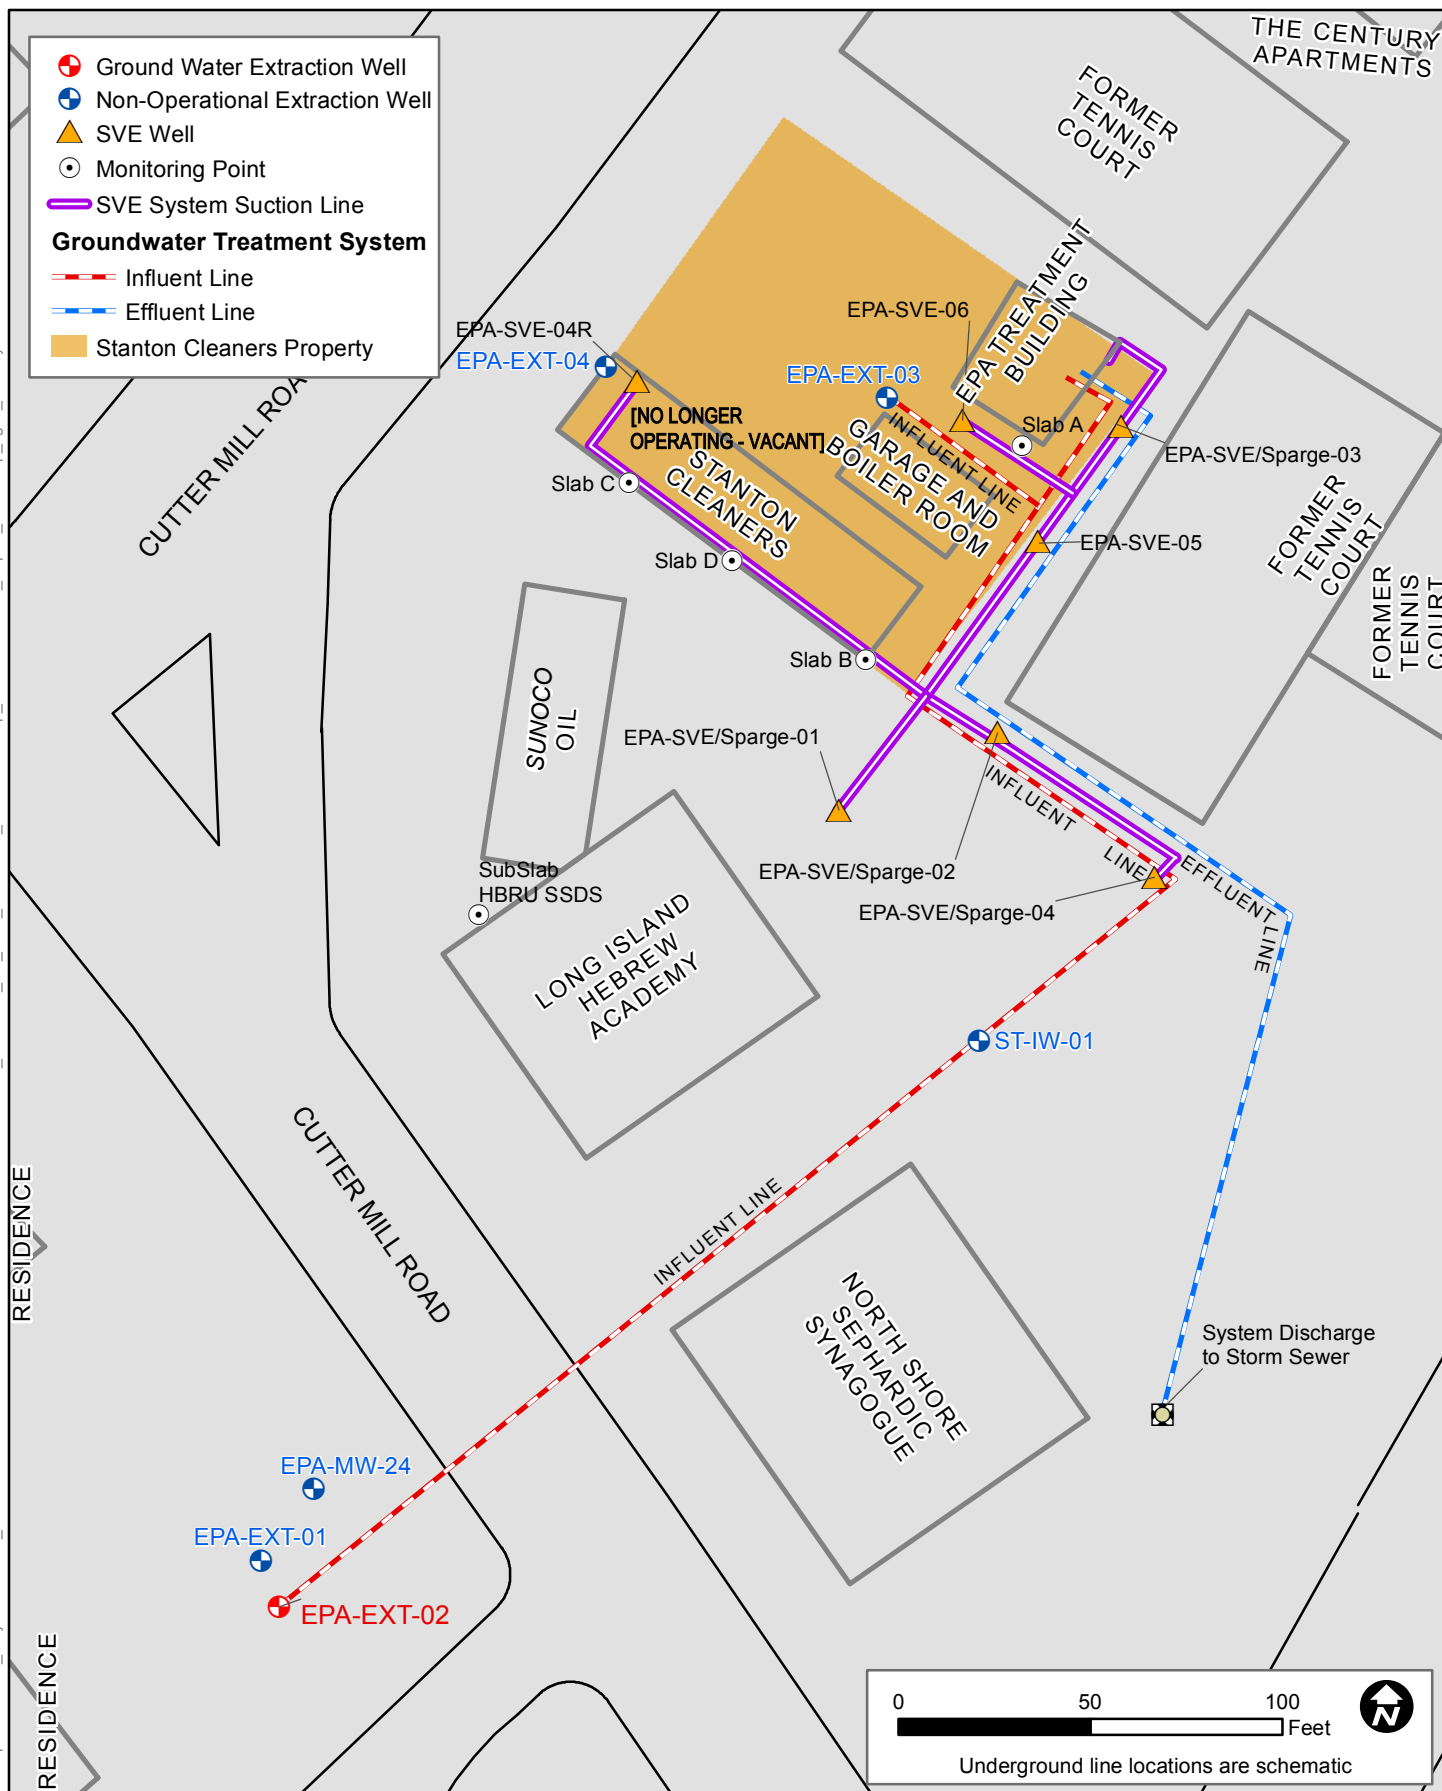 Ground Water Extraction Well
Non-Operational Extraction Well
SVE Well
Monitoring Point
SVE System Suction Line
Groundwater Treatment System
Influent Line
Effluent Line
Stanton Cleaners Property
THE CENTURY
APARTMENTS
FORMER
TENNIS
COURT
EPA TREATMENT
BUILDING
EPA-SVE-06
EPA-SVE-04R
EPA-EXT-04
EPA-EXT-03
[NO LONGER
OPERATING - VACANT]
INFLUENT LINE
GARAGE AND
BOILER ROOM
Slab A
EPA-SVE/Sparge-03
CUTTER MILL ROA
STANTON
CLEANERS
Slab C
EPA-SVE-05
FORMER
TENNIS
COURT
Slab D
FORMER
TENNIS
COURT
Slab B
SUNOCO
OIL
EPA-SVE/Sparge-01
INFLUENT
LINE
EPA-SVE/Sparge-02
EFFLUENT
LINE
SubSlab
HBRU SSDS
EPA-SVE/Sparge-04
LONG ISLAND
HEBREW
ACADEMY
ST-IW-01
CUTTER MILL ROAD
RESIDENCE
INFLUENT LINE
NORTH SHORE
SEPHARDIC
SYNAGOGUE
System Discharge
to Storm Sewer
EPA-MW-24
EPA-EXT-01
EPA-EXT-02
RESIDENCE
0 50 100
Feet
N
Underground line locations are schematic